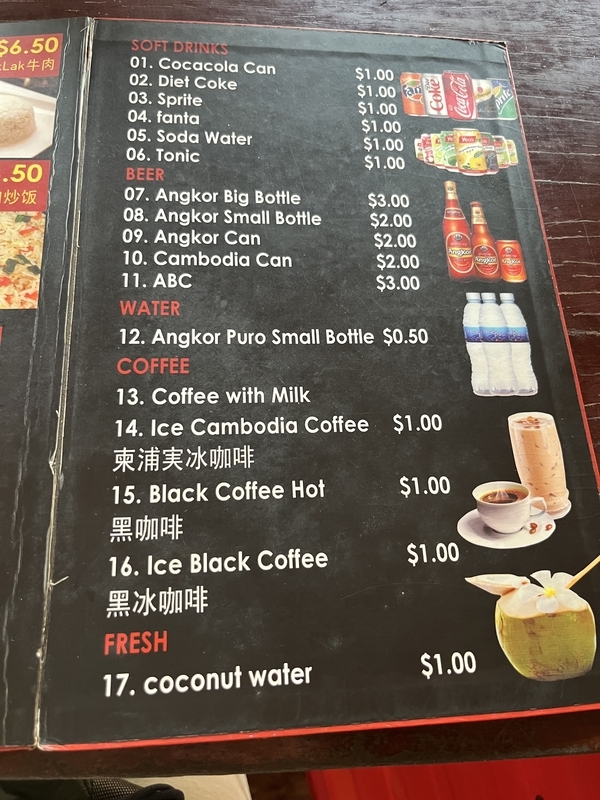 $6.50
Lak牛肉
.50
炒饭
SOFT DRINKS
01. Cocacola Can $1.00
02. Diet Coke $1.00
03. Sprite $1.00
04. fanta $1.00
05. Soda Water $1.00
06. Tonic $1.00
BEER
07. Angkor Big Bottle $3.00
08. Angkor Small Bottle $2.00
09. Angkor Can $2.00
10. Cambodia Can $2.00
11. ABC $3.00
WATER
12. Angkor Puro Small Bottle $0.50
COFFEE
13. Coffee with Milk
14. Ice Cambodia Coffee $1.00
柬浦実冰咖啡
15. Black Coffee Hot $1.00
黑咖啡
16. Ice Black Coffee $1.00
黑冰咖啡
FRESH
17. coconut water $1.00